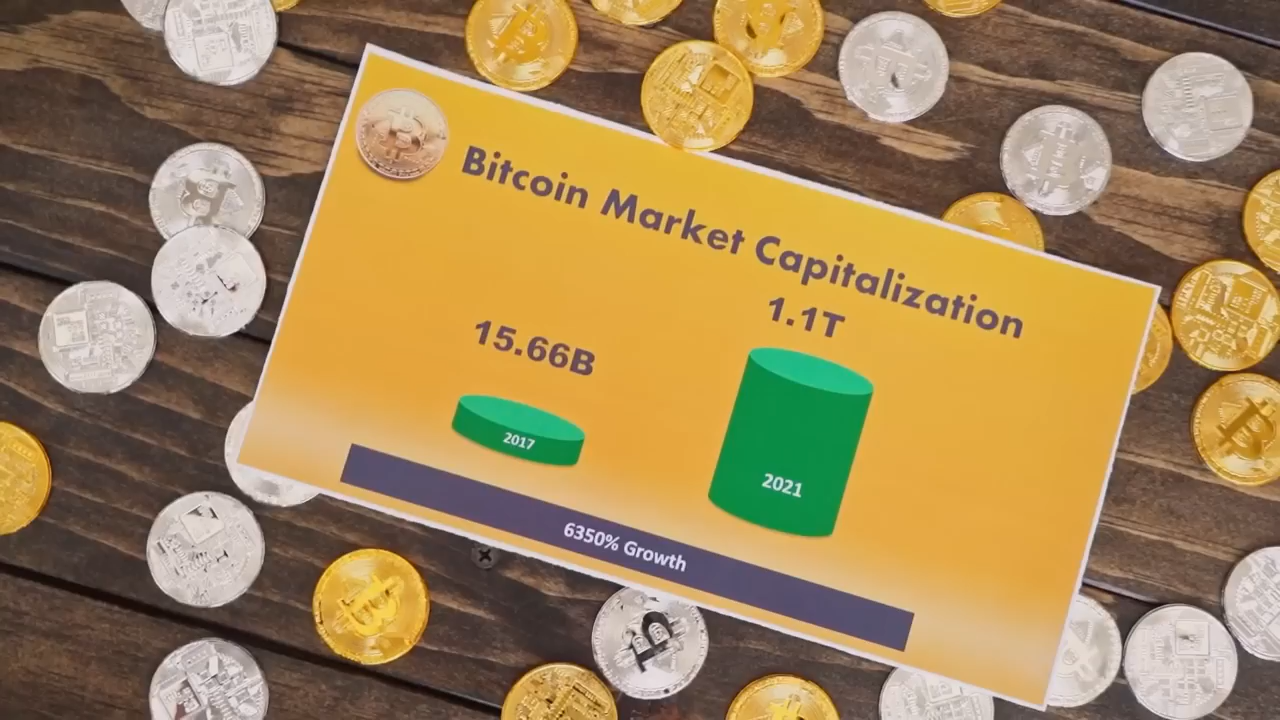 Bitcoin Market Capitalization
15.66B
1.1T
2017
2021
6350% Growth